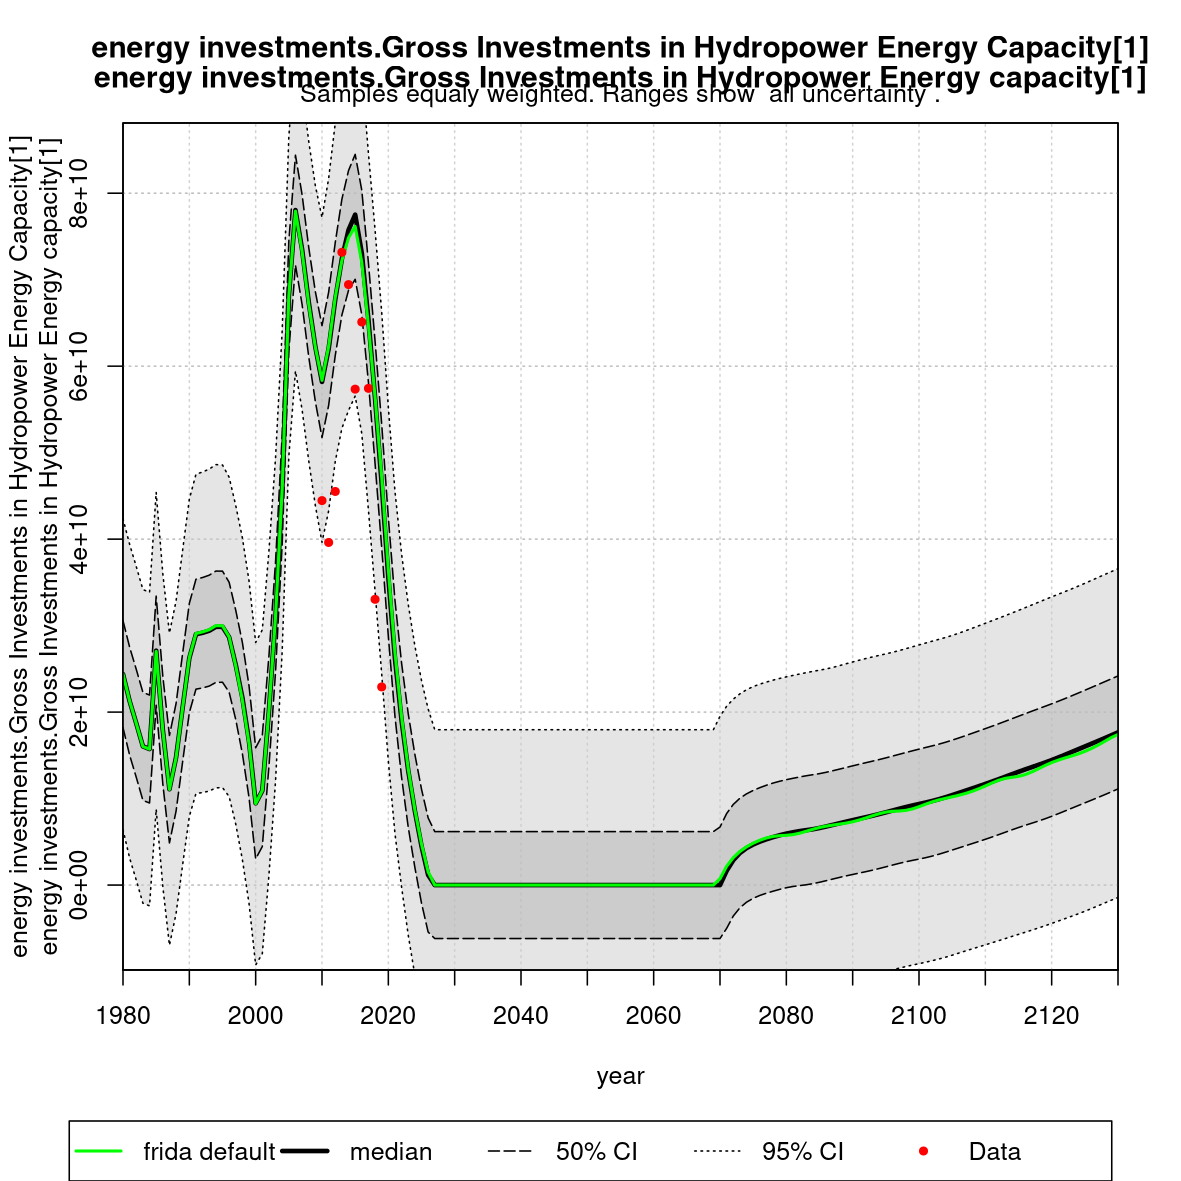 energy investments.Gross Investments in Hydropower Energy Capacity[1]
energy investments.Gross Investments in Hydropower Energy capacity[1]
Samples equaly weighted. Ranges show  all uncertainty .
energy investments.Gross Investments in Hydropower Energy Capacity[1]
energy investments.Gross Investments in Hydropower Energy capacity[1]
8e+10
6e+10
4e+10
2e+10
0e+00
1980 2000 2020 2040 2060 2080 2100 2120
year
frida default median 50% CI 95% CI Data